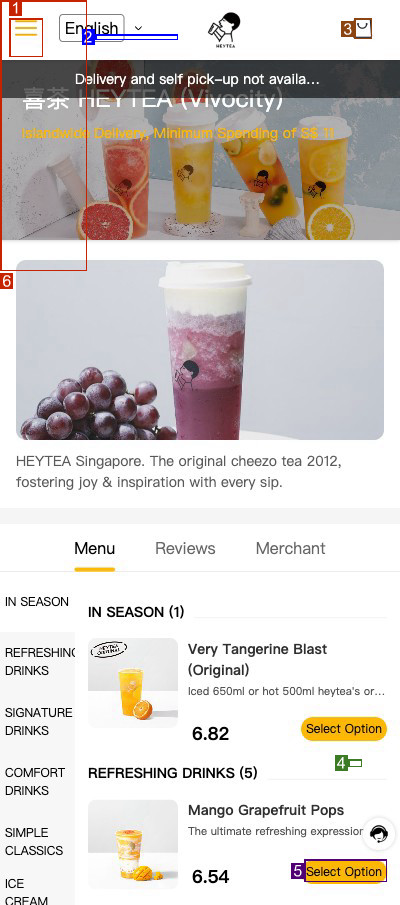 1
English
2
HEYTEA
3
Delivery and self pick-up not availa...
喜茶 HEYTEA (Vivocity)
Islandwide Delivery, Minimum Spending of S$ 11
6
HEYTEA Singapore. The original cheezo tea 2012,
fostering joy & inspiration with every sip.
Menu
Reviews
Merchant
IN SEASON
REFRESHING
DRINKS
SIGNATURE
DRINKS
COMFORT
DRINKS
SIMPLE
CLASSICS
ICE
CREAM
IN SEASON (1)
Very Tangerine Blast
(Original)
Iced 650ml or hot 500ml heytea's or...
6.82
Select Option
4
REFRESHING DRINKS (5)
Mango Grapefruit Pops
The ultimate refreshing expression
6.54
5
Select Option